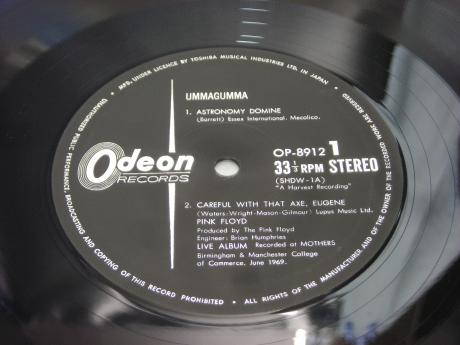 MFD. UNDER LICENCE BY TOSHIBA MUSICAL INDUSTRIES LTD. IN JAPAN
UMMAGUMMA
1. ASTRONOMY DOMINE
(Barrett) Essex International. Mecolico.
Odeon
RECORDS
OP-8912 1
33 1/3 RPM STEREO
(SHDW-1A)
"A Harvest Recording"
2. CAREFUL WITH THAT AXE, EUGENE
(Waters-Wright-Mason-Gilmour) Lupus Music Ltd.
PINK FLOYD
Produced by The Pink Floyd
Engineer: Brian Humphries
LIVE ALBUM Recorded at MOTHERS
Birmingham & Manchester College
of Commerce. June 1969.
• ALL RIGHTS OF THE MANUFACTURER AND OF THE OWNER OF THE RECORDED WORK ARE RESERVED
UNAUTHORIZED PUBLIC PERFORMANCE, BROADCASTING AND COPYING OF THIS RECORD PROHIBITED •